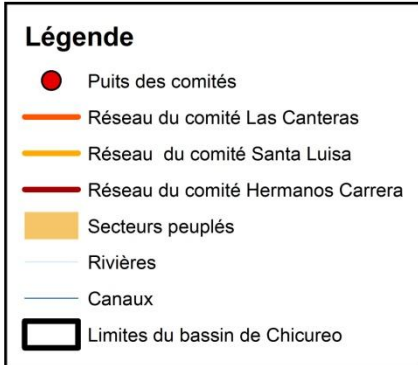 Légende
Puits des comités
Réseau du comité Las Canteras
Réseau du comité Santa Luisa
Réseau du comité Hermanos Carrera
Secteurs peuplés
Rivières
Canaux
Limites du bassin de Chicureo